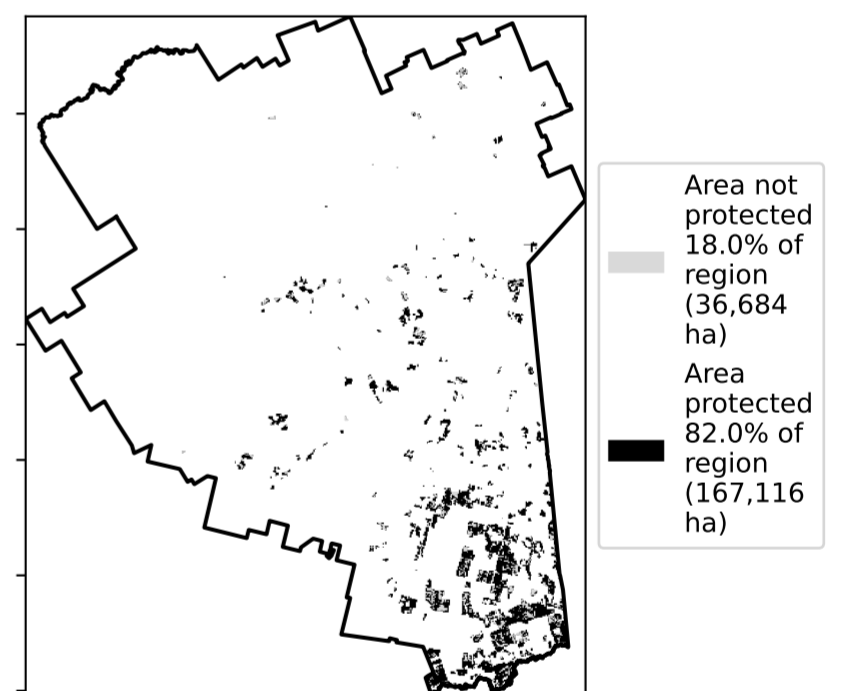 Area not
protected
18.0% of
region
(36,684
ha)
Area
protected
82.0% of
region
(167,116
ha)